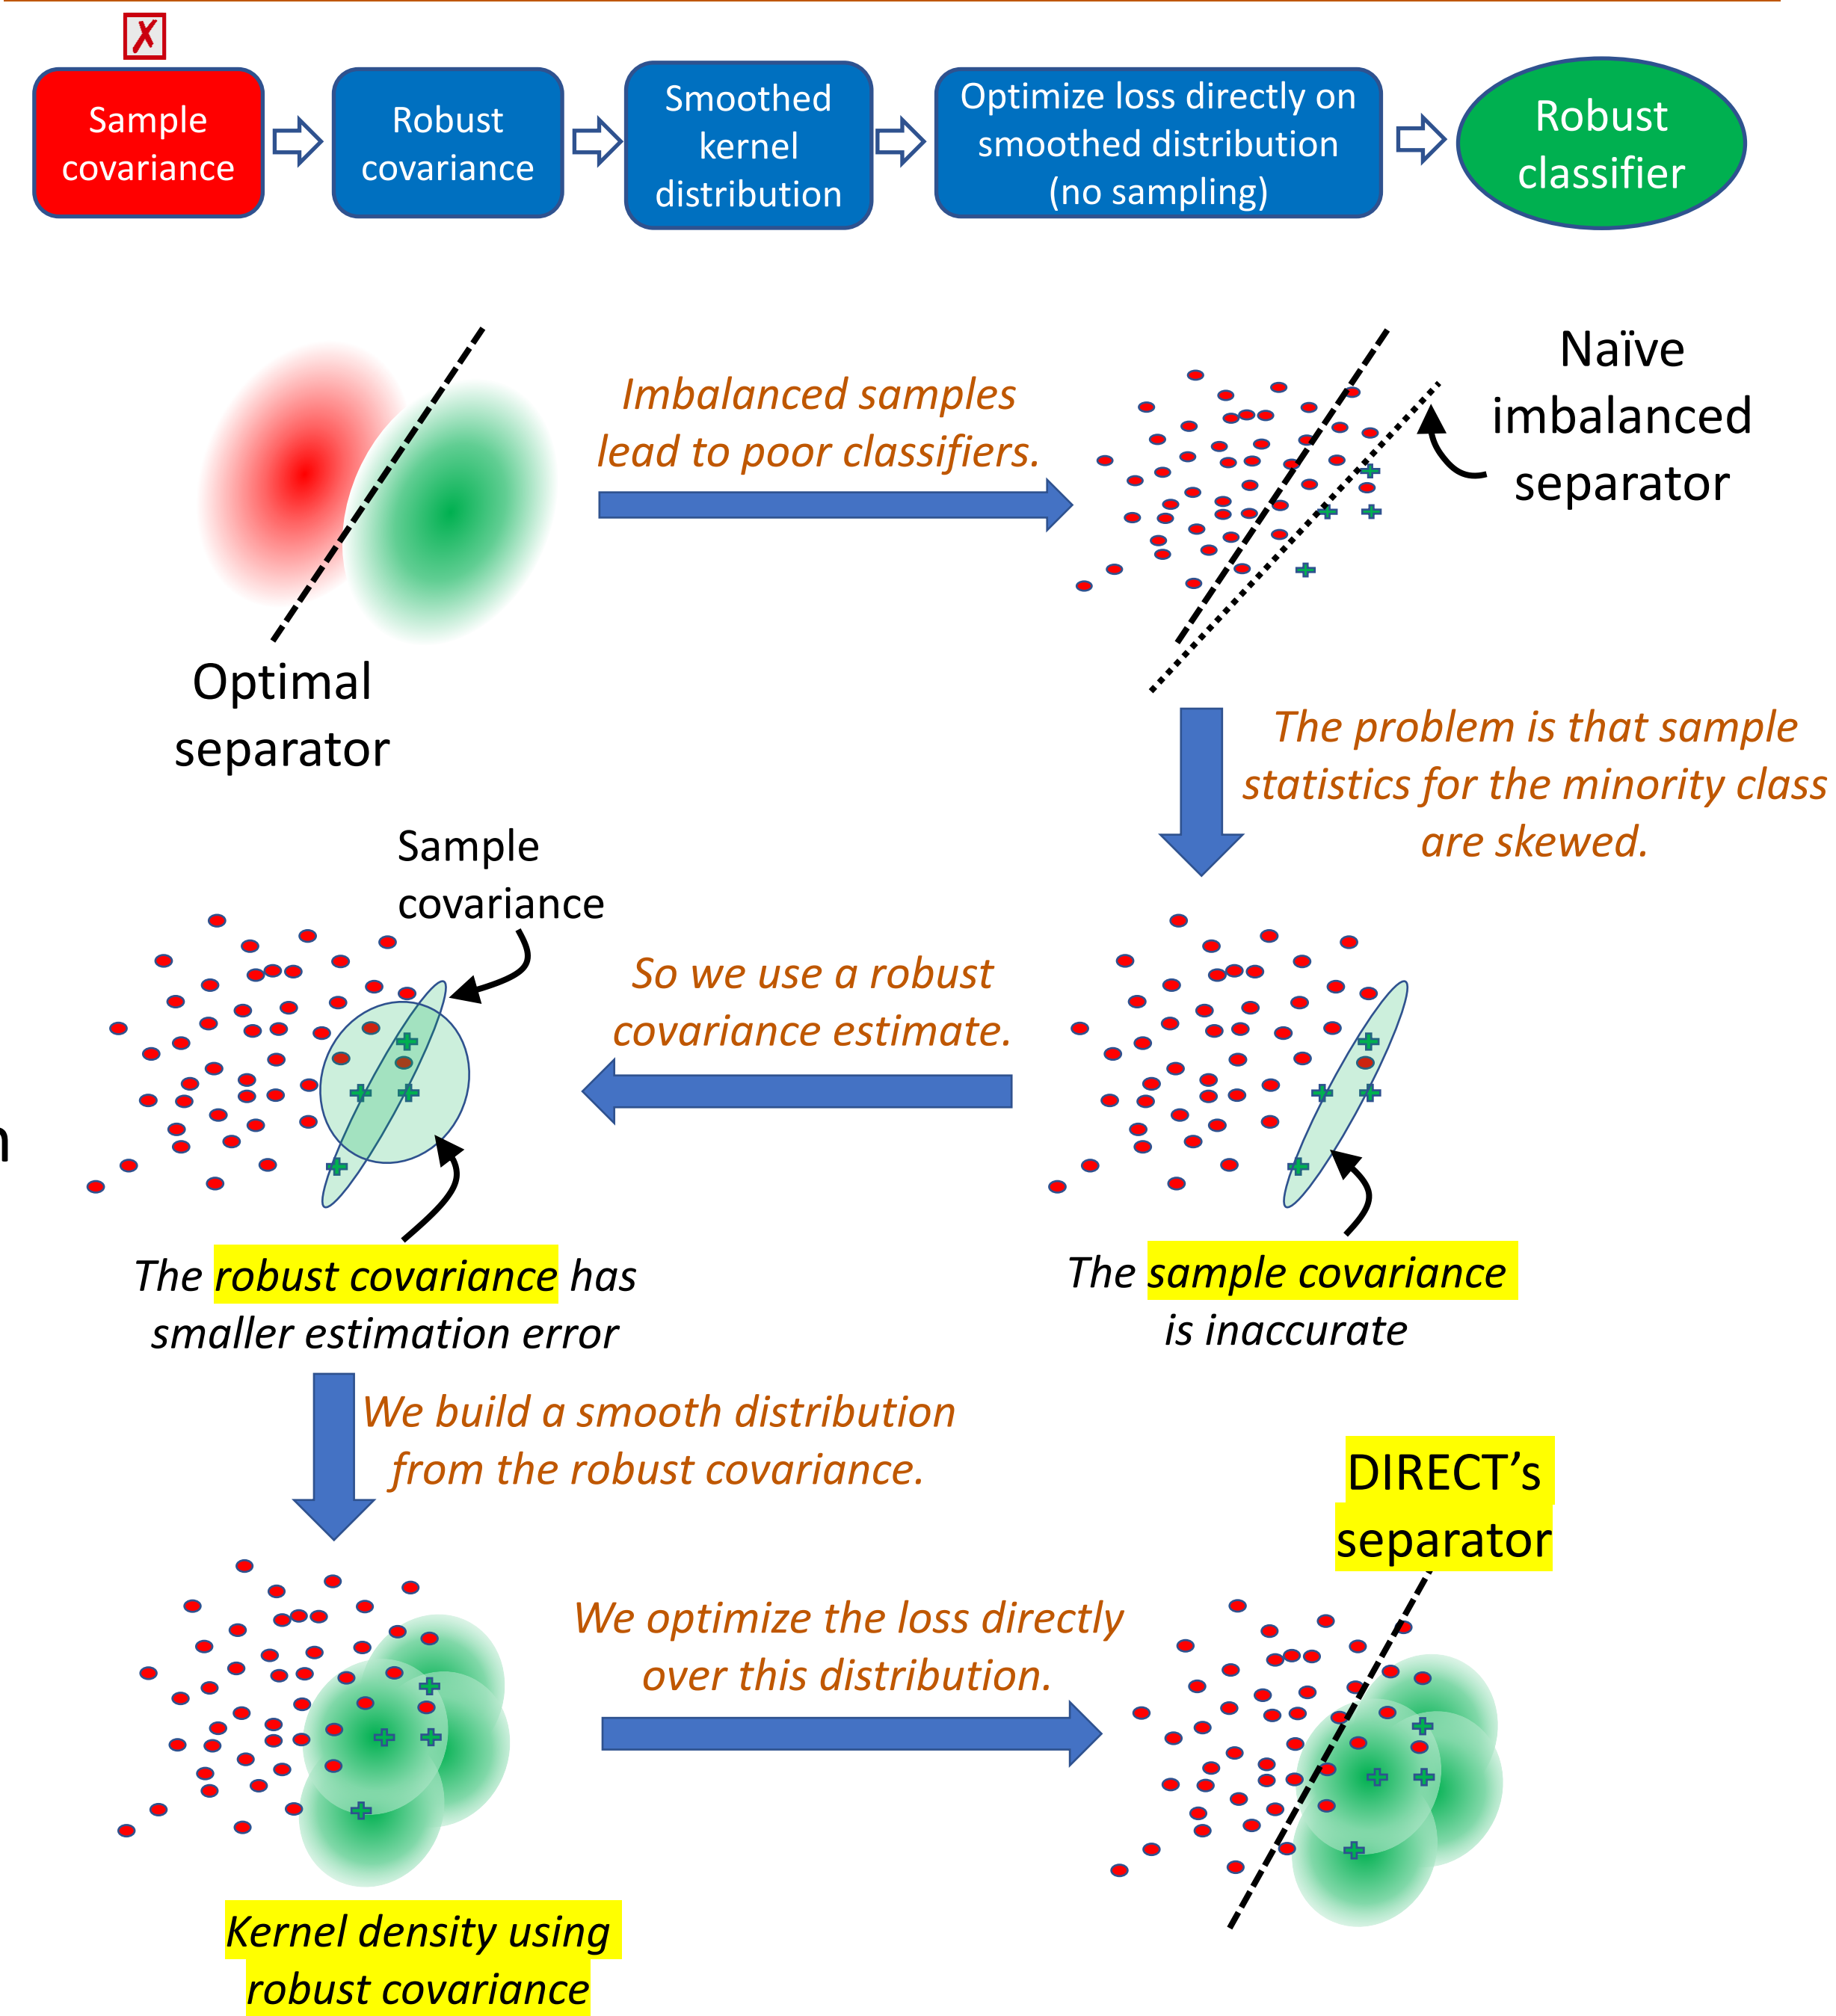 ✗
Sample
covariance
Robust
covariance
Smoothed
kernel
distribution
Optimize loss directly on
smoothed distribution
(no sampling)
Robust
classifier
Optimal
separator
Imbalanced samples
lead to poor classifiers.
Naïve
imbalanced
separator
The problem is that sample
statistics for the minority class
are skewed.
The sample covariance
is inaccurate
So we use a robust
covariance estimate.
Sample
covariance
n
The robust covariance has
smaller estimation error
We build a smooth distribution
from the robust covariance.
Kernel density using
robust covariance
We optimize the loss directly
over this distribution.
DIRECT’s
separator